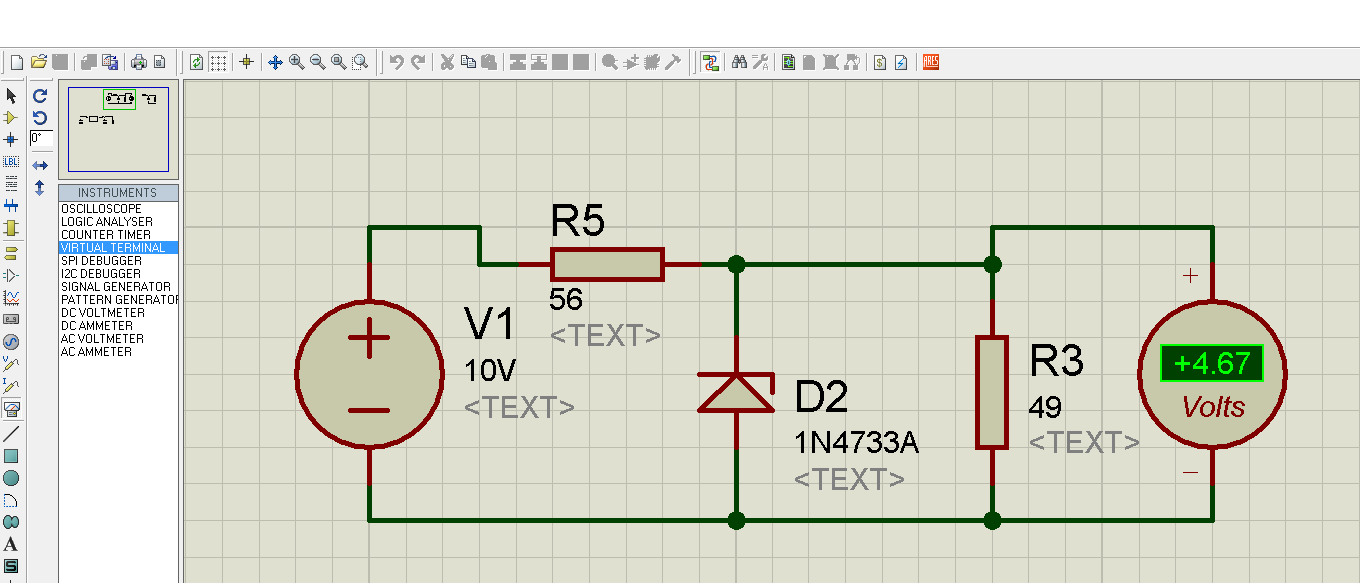 ARES
LBL
0°
INSTRUMENTS
OSCILLOSCOPE
LOGIC ANALYSER
COUNTER TIMER
VIRTUAL TERMINAL
SPI DEBUGGER
I2C DEBUGGER
SIGNAL GENERATOR
PATTERN GENERATOR
DC VOLTMETER
DC AMMETER
AC VOLTMETER
AC AMMETER
A
S
R5
56
<TEXT>
V1
10V
<TEXT>
D2
1N4733A
<TEXT>
R3
49
<TEXT>
+
+4.67
Volts
−